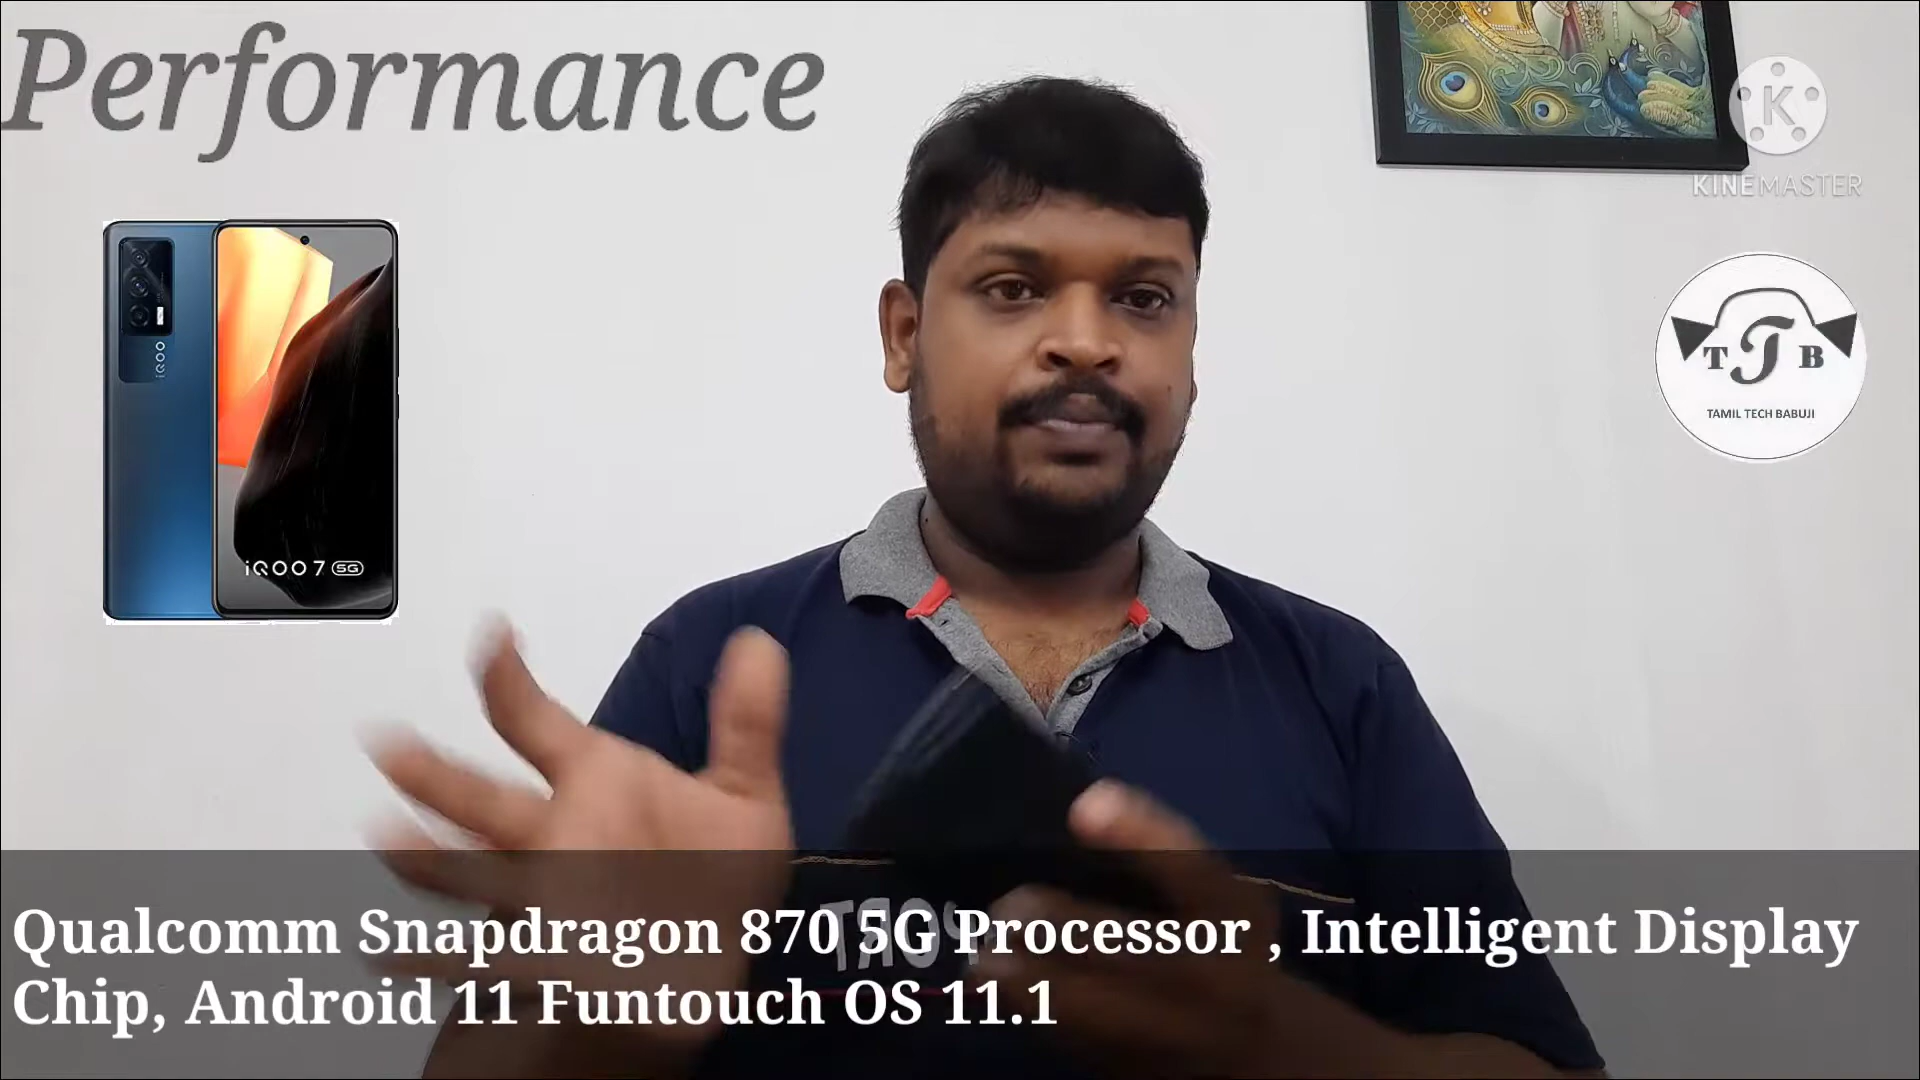 Performance
KINEMASTER
K
T T B
TAMIL TECH BABUJI
iQOO
iQOO 7 5G
Qualcomm Snapdragon 870 5G Processor , Intelligent Display
Chip, Android 11 Funtouch OS 11.1